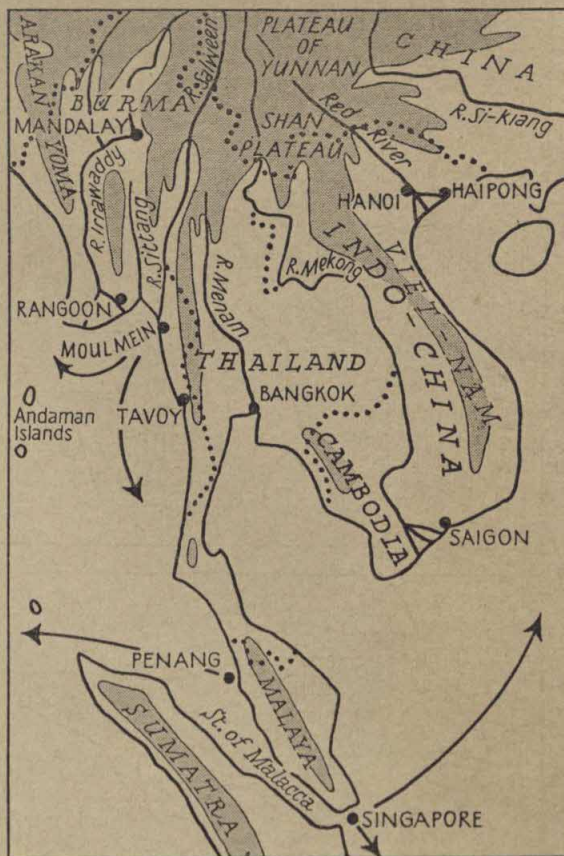 ARAKAN YOMA
BURMA
MANDALAY
R. Irrawaddy
R. Sittang
R. Salween
PLATEAU
OF
YUNNAN
CHINA
SHAN
PLATEAU
Red River
R. Si-kiang
HANOI
HAIPONG
RANGOON
MOULMEIN
R. Menam
R. Mekong
INDO-CHINA
VIET-NAM
THAILAND
Andaman
Islands
TAVOY
BANGKOK
CAMBODIA
SAIGON
PENANG
MALAYA
St. of Malacca
SUMATRA
SINGAPORE